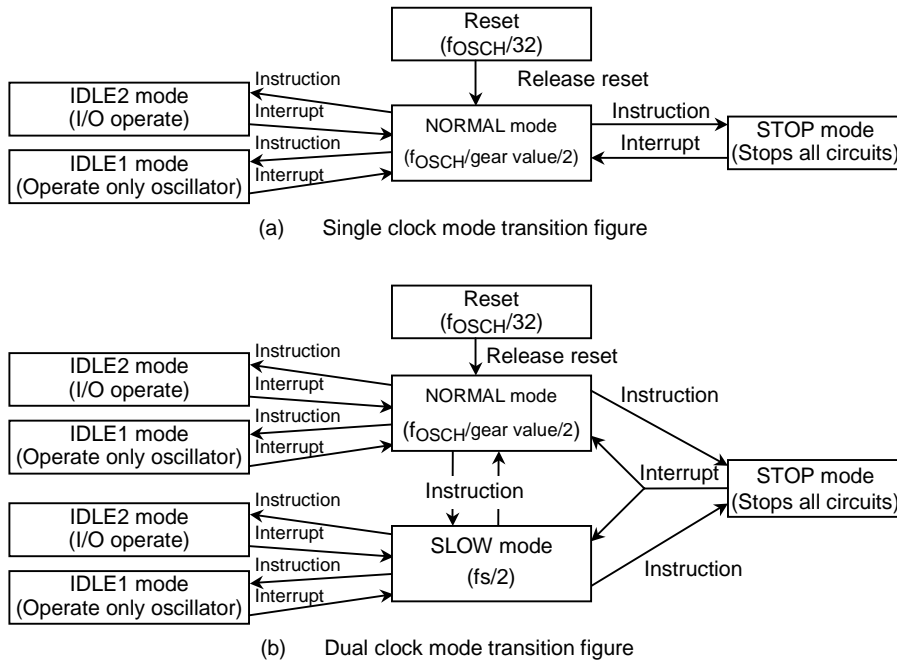 Reset
(fOSCH/32)
Release reset
Instruction
IDLE2 mode
(I/O operate)
Interrupt
Instruction
IDLE1 mode
(Operate only oscillator)
Interrupt
NORMAL mode
(fOSCH/gear value/2)
Instruction
Interrupt
STOP mode
(Stops all circuits)
(a) Single clock mode transition figure
Reset
(fOSCH/32)
Release reset
Instruction
IDLE2 mode
(I/O operate)
Interrupt
Instruction
IDLE1 mode
(Operate only oscillator)
Interrupt
NORMAL mode
(fOSCH/gear value/2)
Instruction
Instruction
Interrupt
STOP mode
(Stops all circuits)
Instruction
IDLE2 mode
(I/O operate)
Interrupt
Instruction
IDLE1 mode
(Operate only oscillator)
Interrupt
SLOW mode
(fs/2)
Instruction
(b) Dual clock mode transition figure